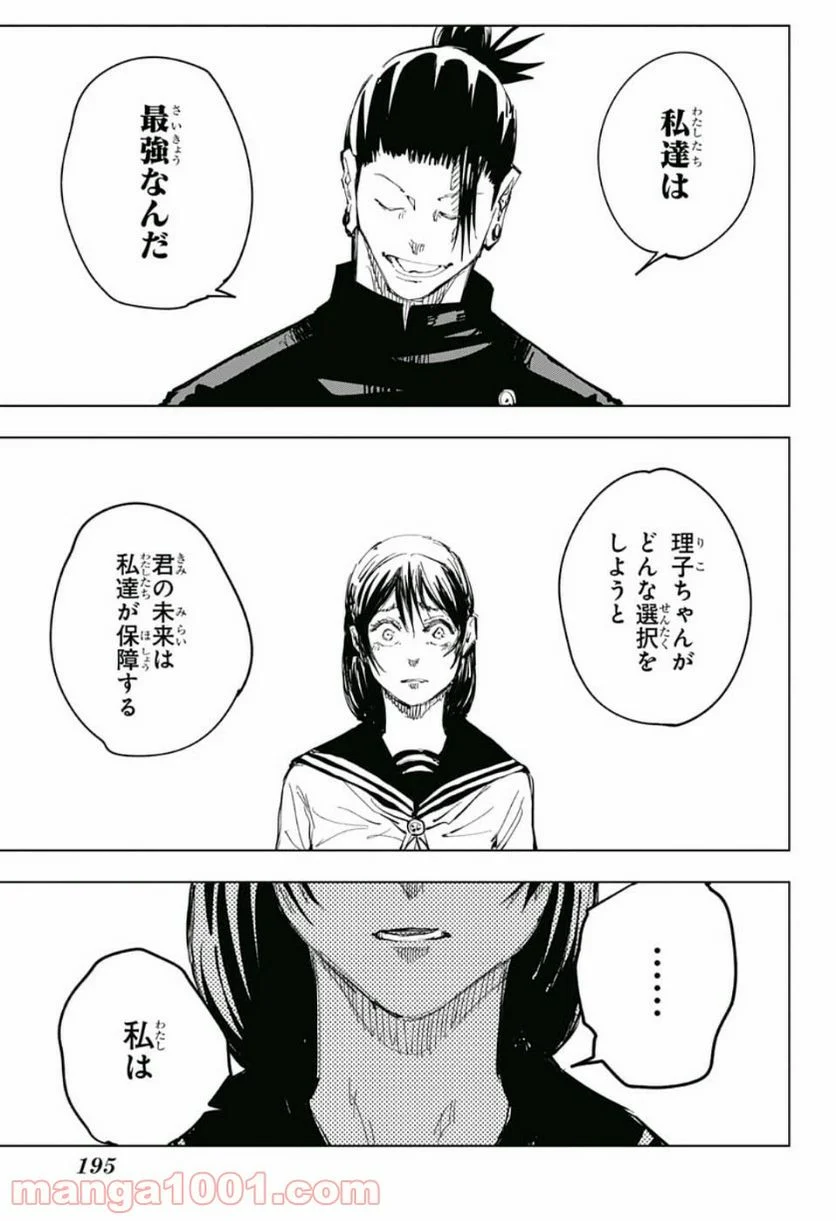 私達は
最強なんだ
理子ちゃんが
どんな選択を
しようと
君の未来は
私達が保障する
……
私は
195
manga1001.com